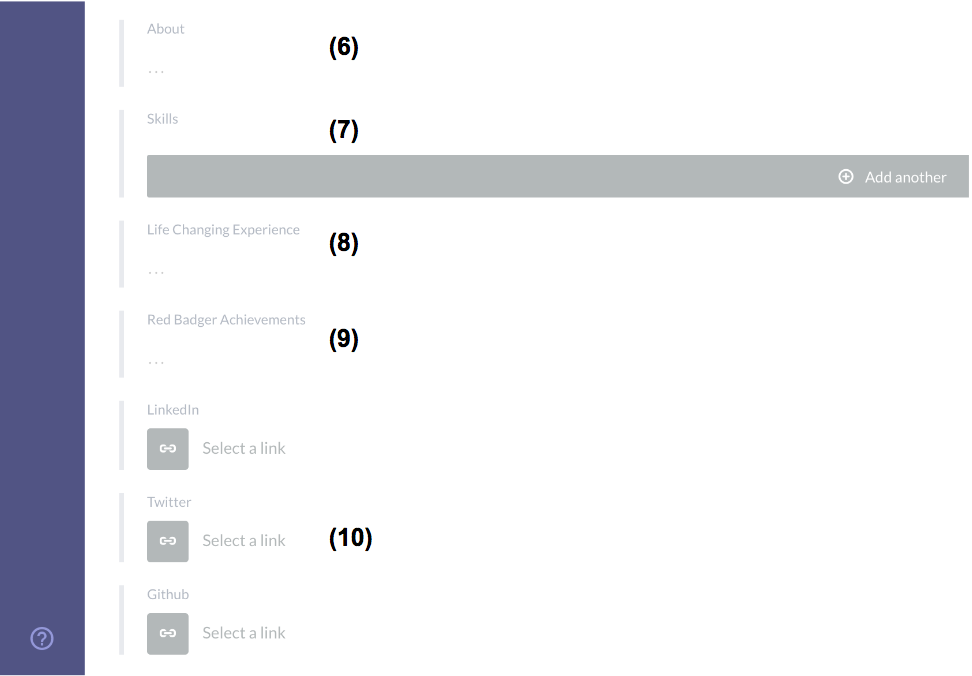 About
(6)
...
Skills
(7)
Add another
Life Changing Experience
(8)
...
Red Badger Achievements
(9)
...
LinkedIn
Select a link
Twitter
Select a link
(10)
Github
Select a link
?